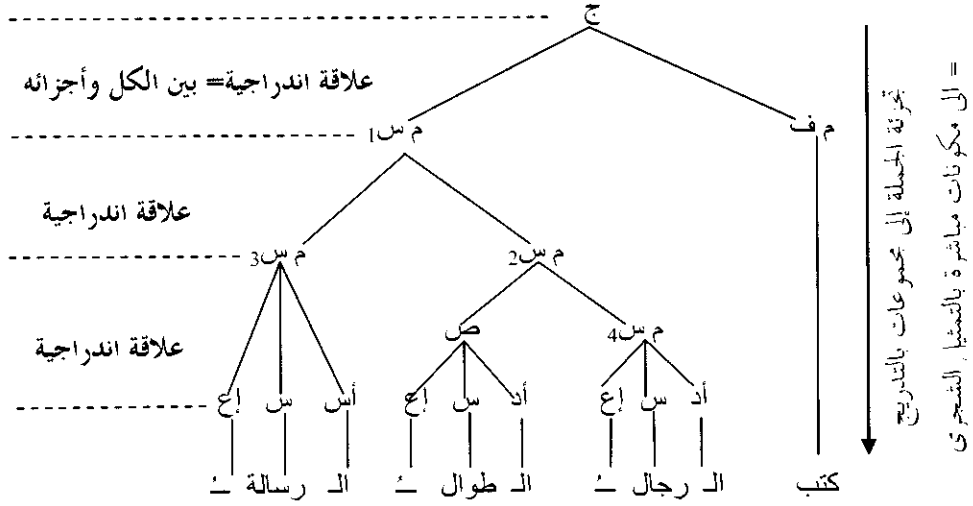 ج
علاقة اندراجية= بين الكل وأجزائه
م ف
م س1
علاقة اندراجية
م س2
م س3
م س4
ص
علاقة اندراجية
أد س إع
أد س إع
أس س إع
كتب
الـ رجال ـُ
الـ طوال ـُ
الـ رسالة ـَ
تجزئة الجملة إلى مجموعات بالتدريج
= الى مكونات مباشرة بالتمثيل الشجري